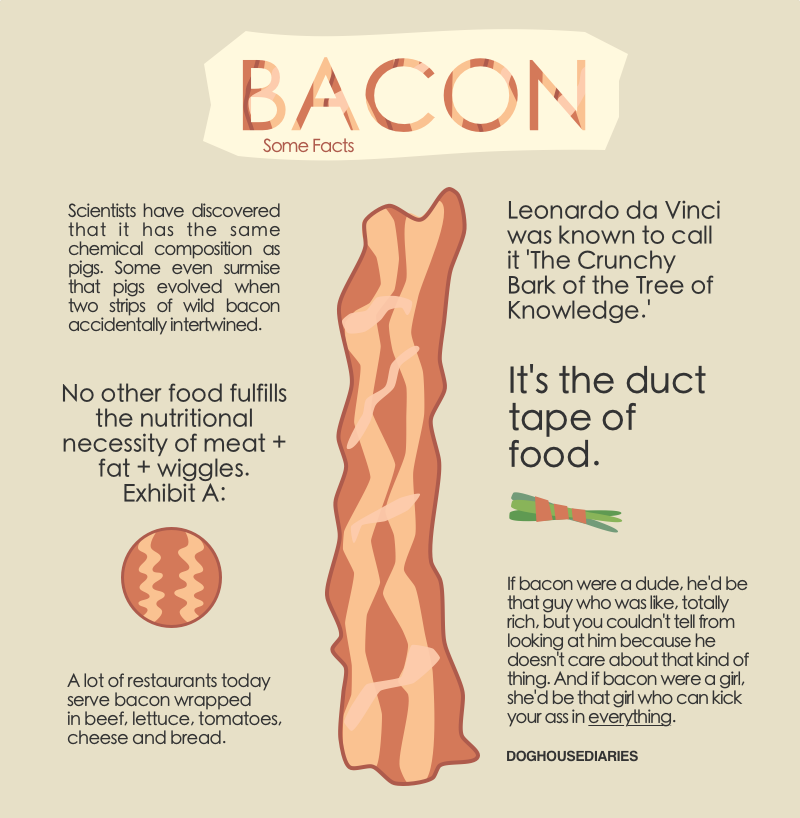 BACON
Some Facts
Scientists have discovered
that it has the same
chemical composition as
pigs. Some even surmise
that pigs evolved when
two strips of wild bacon
accidentally intertwined.
No other food fulfills
the nutritional
necessity of meat +
fat + wiggles.
Exhibit A:
A lot of restaurants today
serve bacon wrapped
in beef, lettuce, tomatoes,
cheese and bread.
Leonardo da Vinci
was known to call
it 'The Crunchy
Bark of the Tree of
Knowledge.'
It's the duct
tape of
food.
If bacon were a dude, he'd be
that guy who was like, totally
rich, but you couldn't tell from
looking at him because he
doesn't care about that kind of
thing. And if bacon were a girl,
she'd be that girl who can kick
your ass in everything.
DOGHOUSEDIARIES